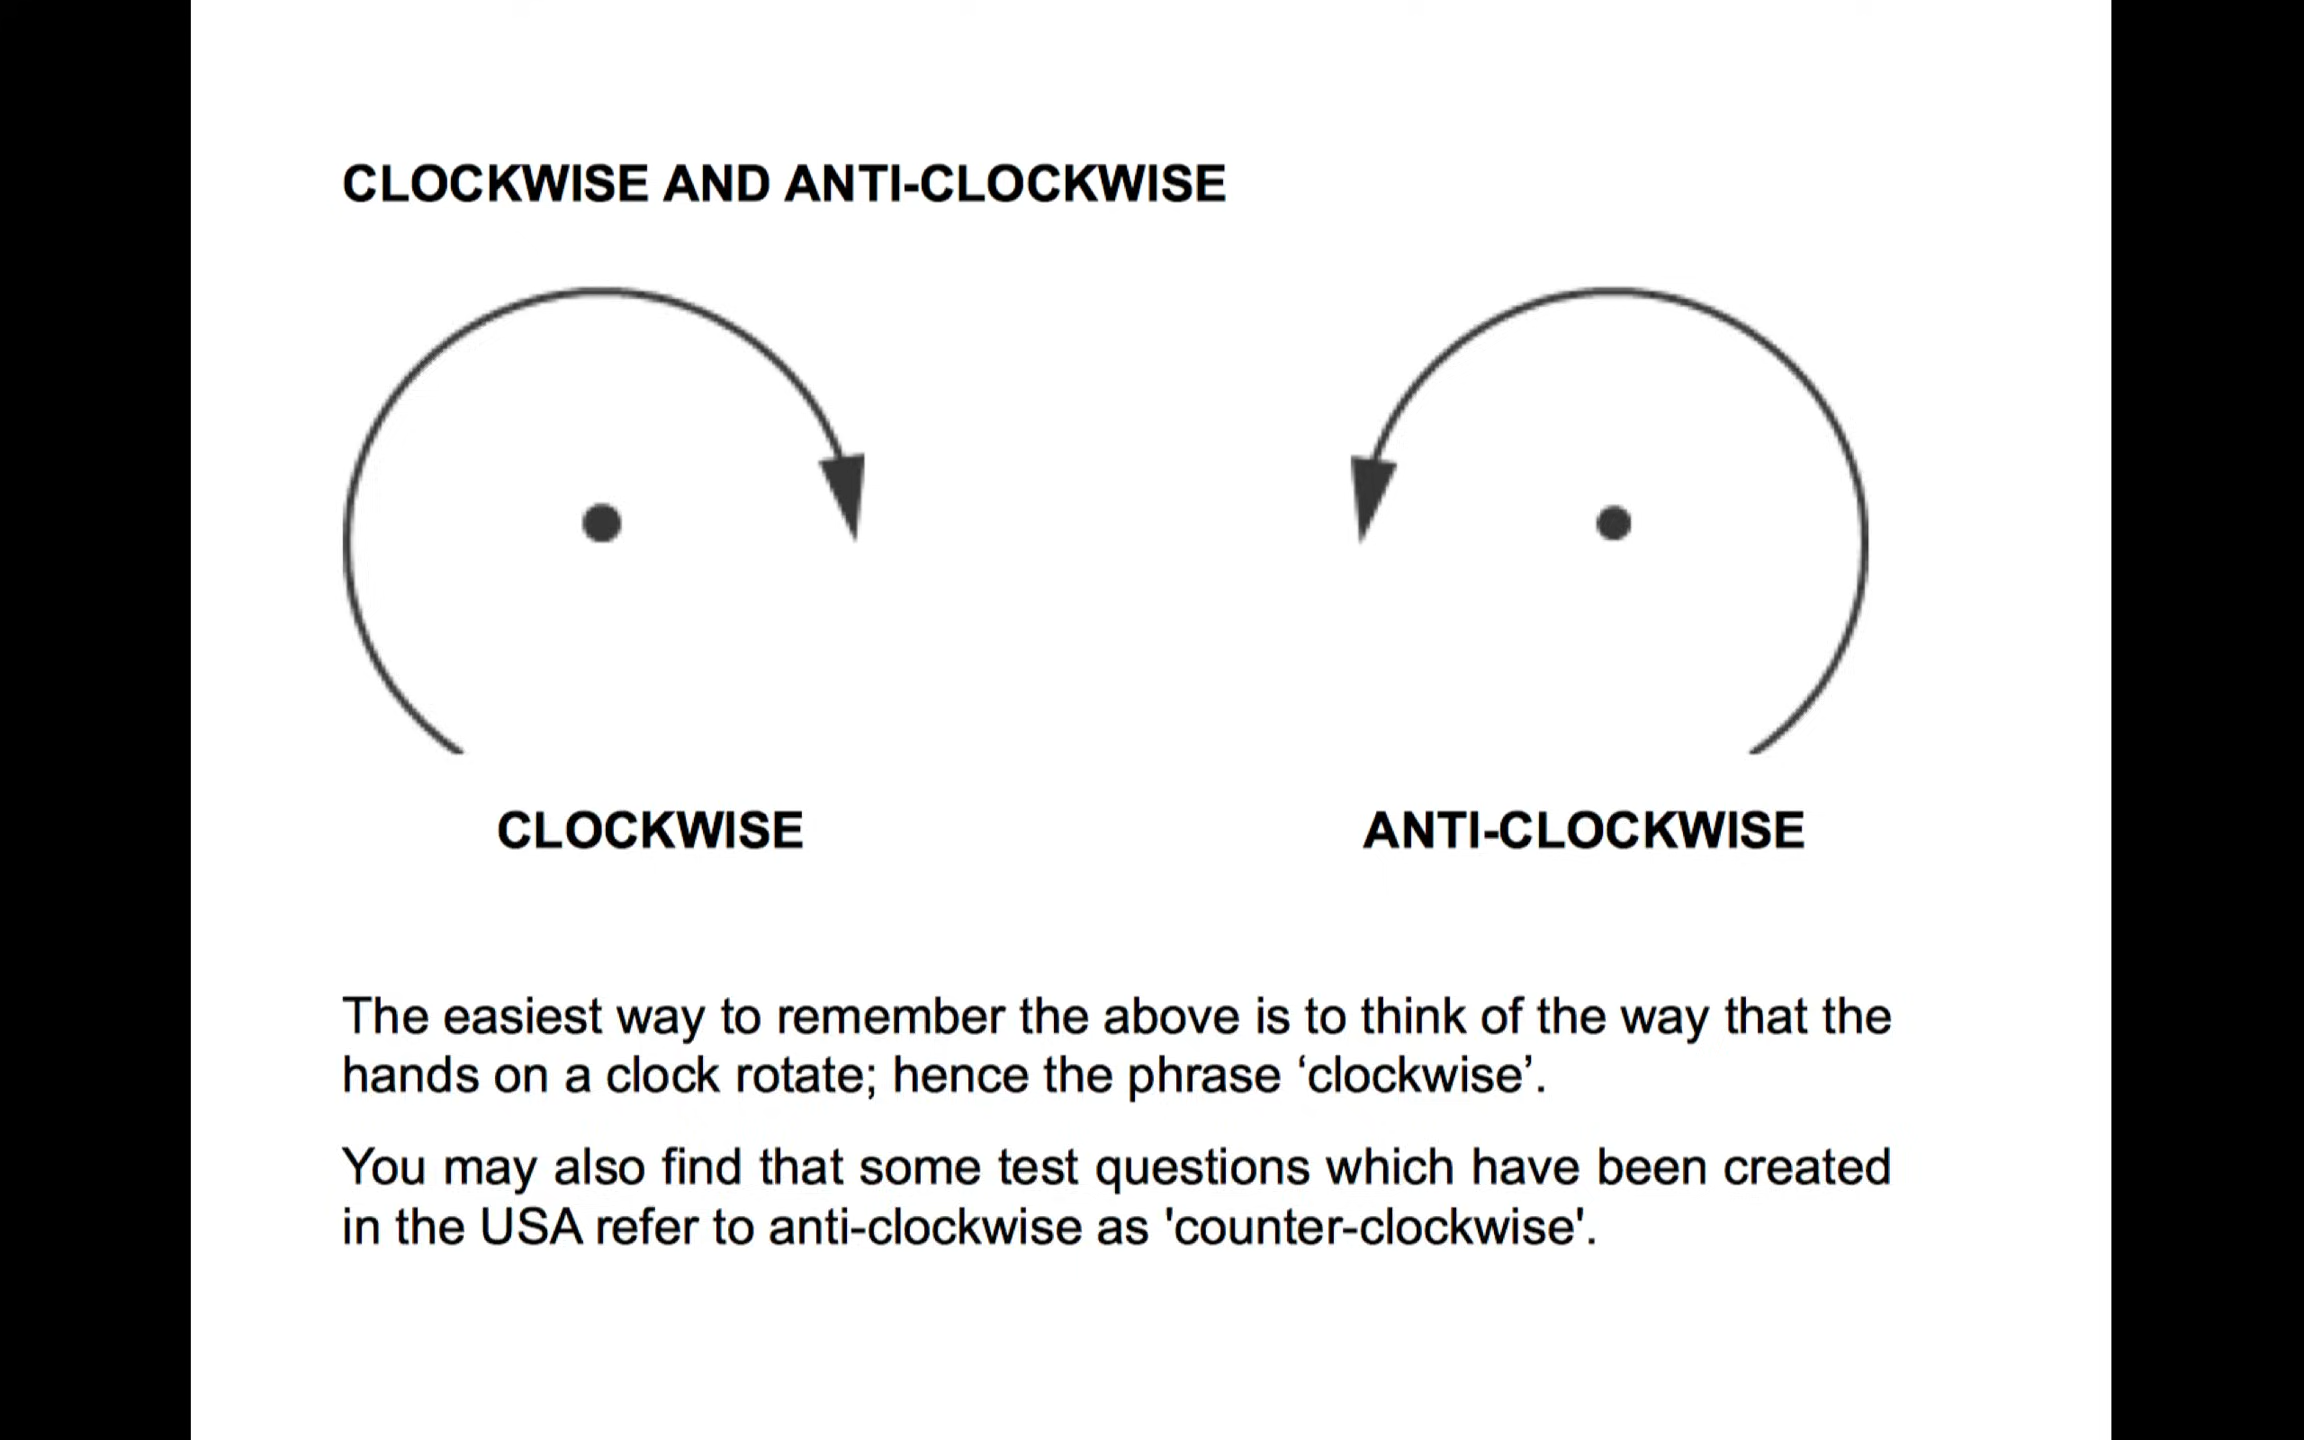 CLOCKWISE AND ANTI-CLOCKWISE
CLOCKWISE
ANTI-CLOCKWISE
The easiest way to remember the above is to think of the way that the
hands on a clock rotate; hence the phrase ‘clockwise’.
You may also find that some test questions which have been created
in the USA refer to anti-clockwise as 'counter-clockwise'.